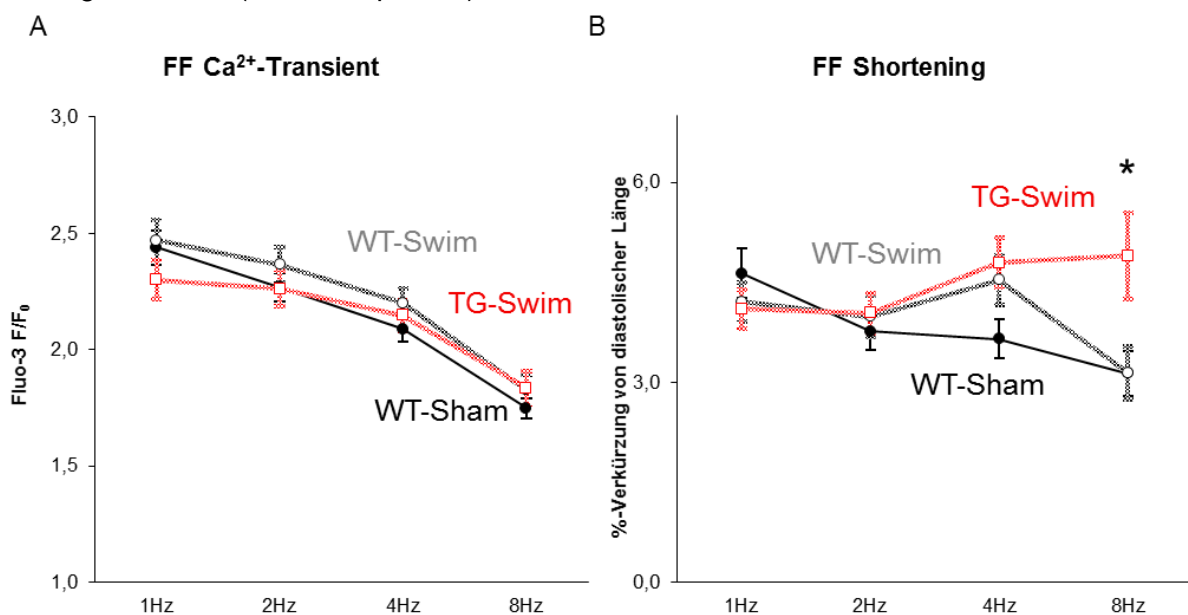 A
B
FF Ca²⁺-Transient
FF Shortening
3,0
2,5
2,0
1,5
1,0
Fluo-3 F/F₀
WT-Swim
TG-Swim
WT-Sham
1Hz
2Hz
4Hz
8Hz
6,0
3,0
0,0
%-Verkürzung von diastolischer Länge
*
TG-Swim
WT-Swim
WT-Sham
1Hz
2Hz
4Hz
8Hz